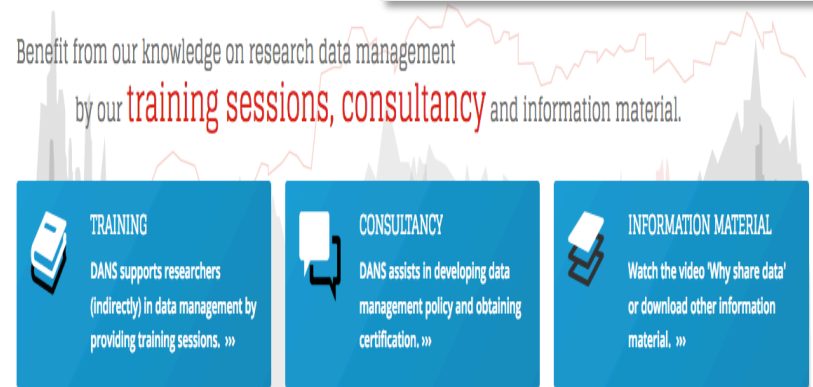 Benefit from our knowledge on research data management
by our training sessions, consultancy and information material.
TRAINING
DANS supports researchers
(indirectly) in data management by
providing training sessions. »»
CONSULTANCY
DANS assists in developing data
management policy and obtaining
certification. »»
INFORMATION MATERIAL
Watch the video 'Why share data'
or download other information
material. »»